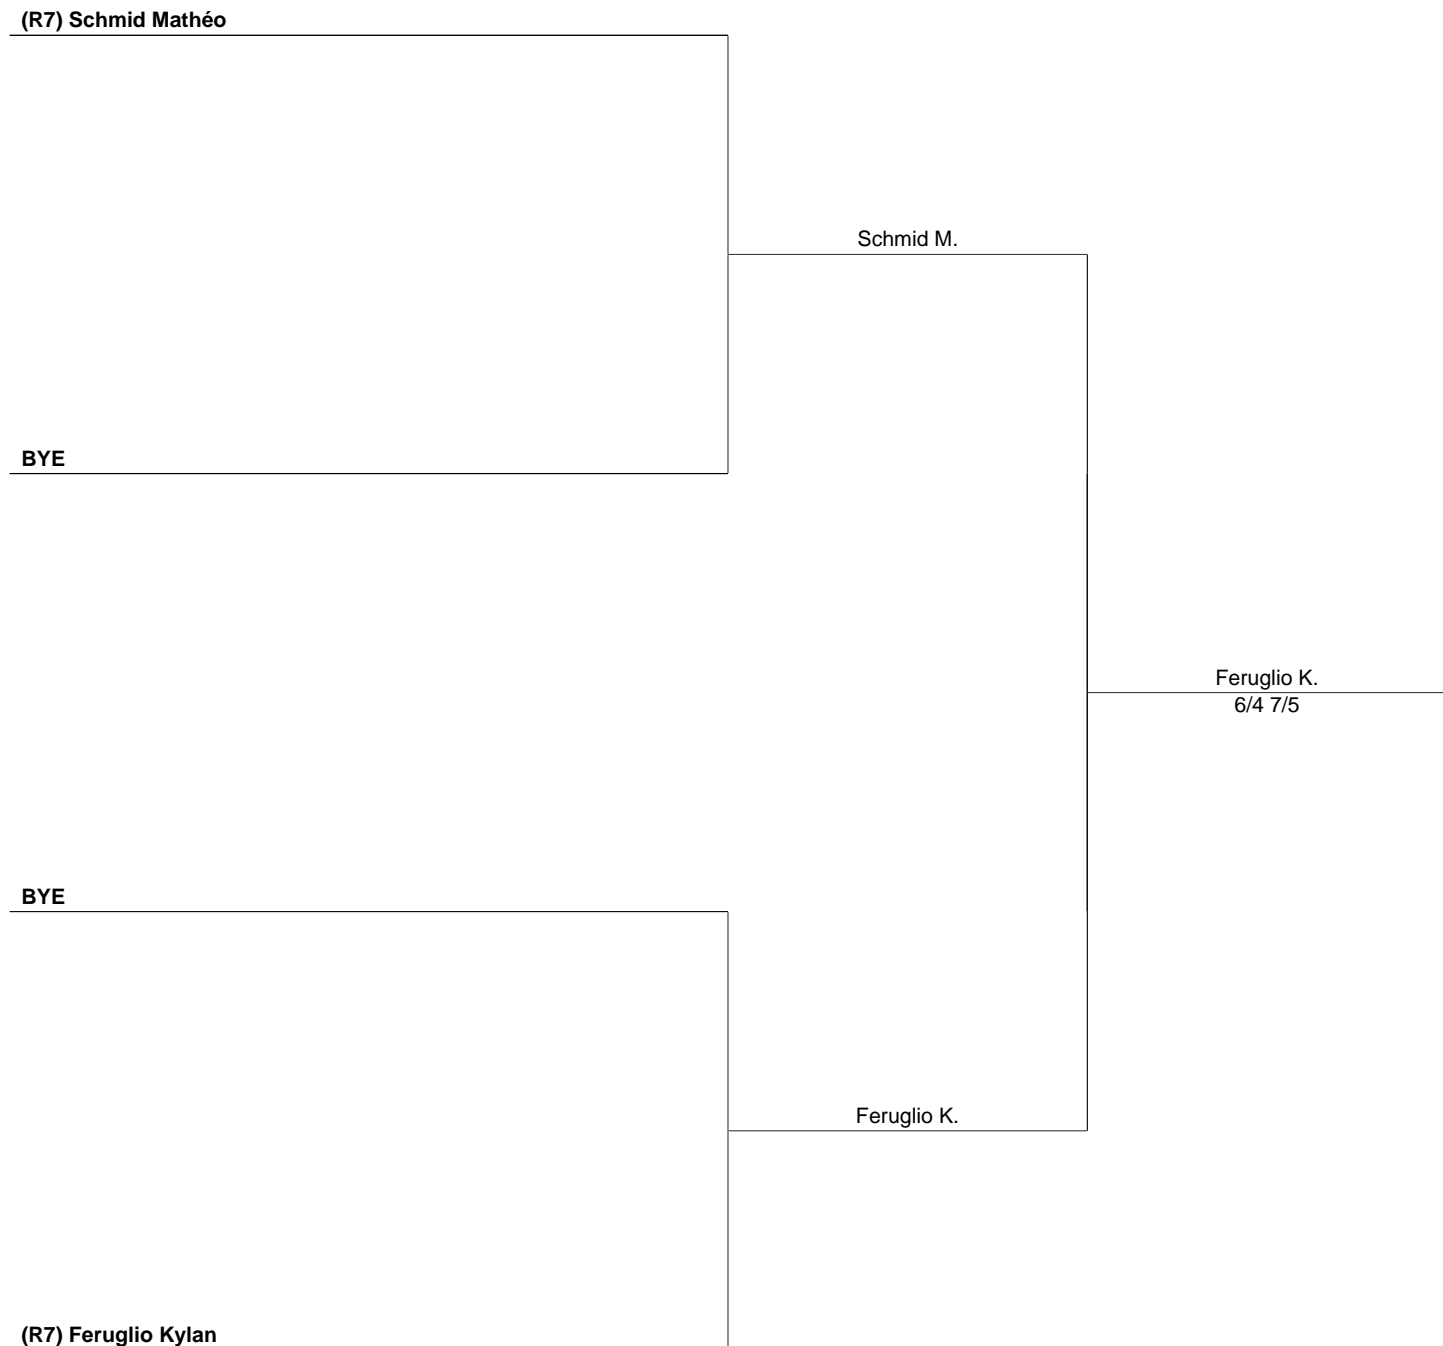 (R7) Schmid Mathéo
Schmid M.
BYE
Feruglio K.
6/4 7/5
BYE
Feruglio K.
(R7) Feruglio Kylan